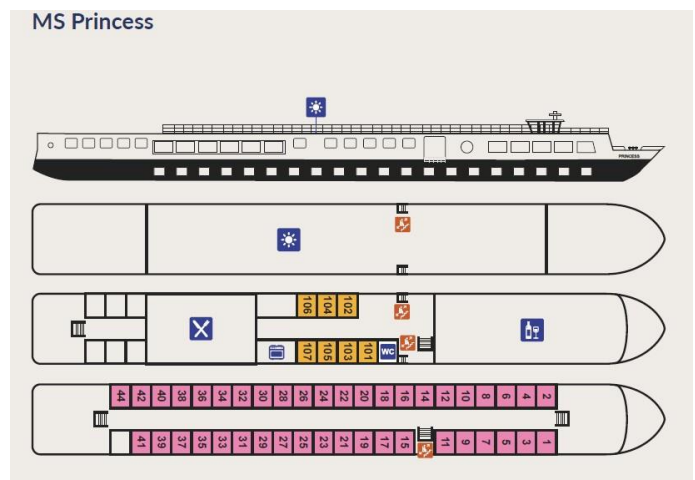 MS Princess
PRINCESS
106 104 102
107 105 103 101 WC
44 42 40 38 36 34 32 30 28 26 24 22 20 18 16 14 12 10 8 6 4 2
41 39 37 35 33 31 29 27 25 23 21 19 17 15 11 9 7 5 3 1